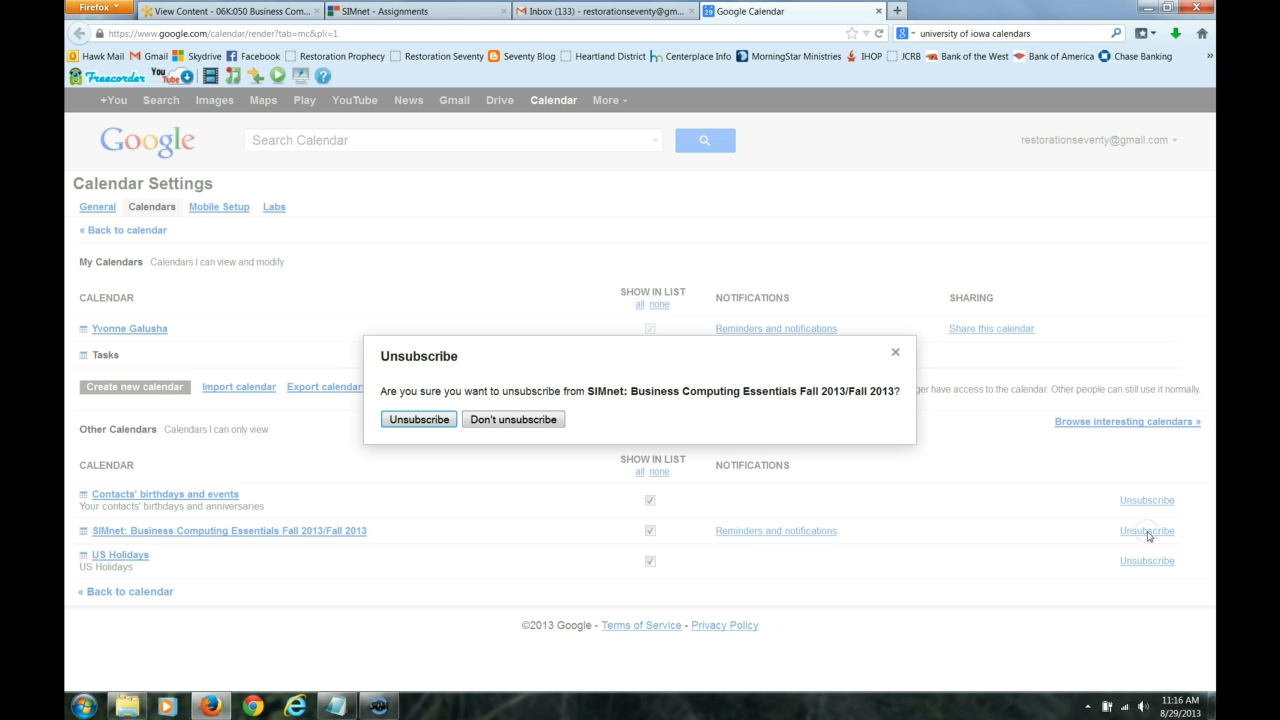 Firefox
View Content - 06K:050 Business Com...
SIMnet - Assignments
Inbox (133) - restorationseventy@gm...
Google Calendar
https://www.google.com/calendar/render?tab=mc&pli=1
university of iowa calendars
Hawk Mail Gmail Skydrive Facebook Restoration Prophecy Restoration Seventy Seventy Blog Heartland District Centerplace Info MorningStar Ministries IHOP JCRB Bank of the West Bank of America Chase Banking
Freecorder You Tube
+You Search Images Maps Play YouTube News Gmail Drive Calendar More
Google Search Calendar restorationseventy@gmail.com
Calendar Settings
General Calendars Mobile Setup Labs
« Back to calendar
My Calendars Calendars I can view and modify
CALENDAR SHOW IN LIST NOTIFICATIONS SHARING
all none
Yvonne Galusha Reminders and notifications Share this calendar
Tasks
Create new calendar Import calendar Export calendar
ger have access to the calendar. Other people can still use it normally.
Unsubscribe
Are you sure you want to unsubscribe from SIMnet: Business Computing Essentials Fall 2013/Fall 2013?
Unsubscribe Don't unsubscribe
Other Calendars Calendars I can only view Browse interesting calendars »
CALENDAR SHOW IN LIST NOTIFICATIONS
all none
Contacts' birthdays and events Unsubscribe
Your contacts' birthdays and anniversaries
SIMnet: Business Computing Essentials Fall 2013/Fall 2013 Reminders and notifications Unsubscribe
US Holidays Unsubscribe
US Holidays
« Back to calendar
©2013 Google - Terms of Service - Privacy Policy
11:16 AM
8/29/2013